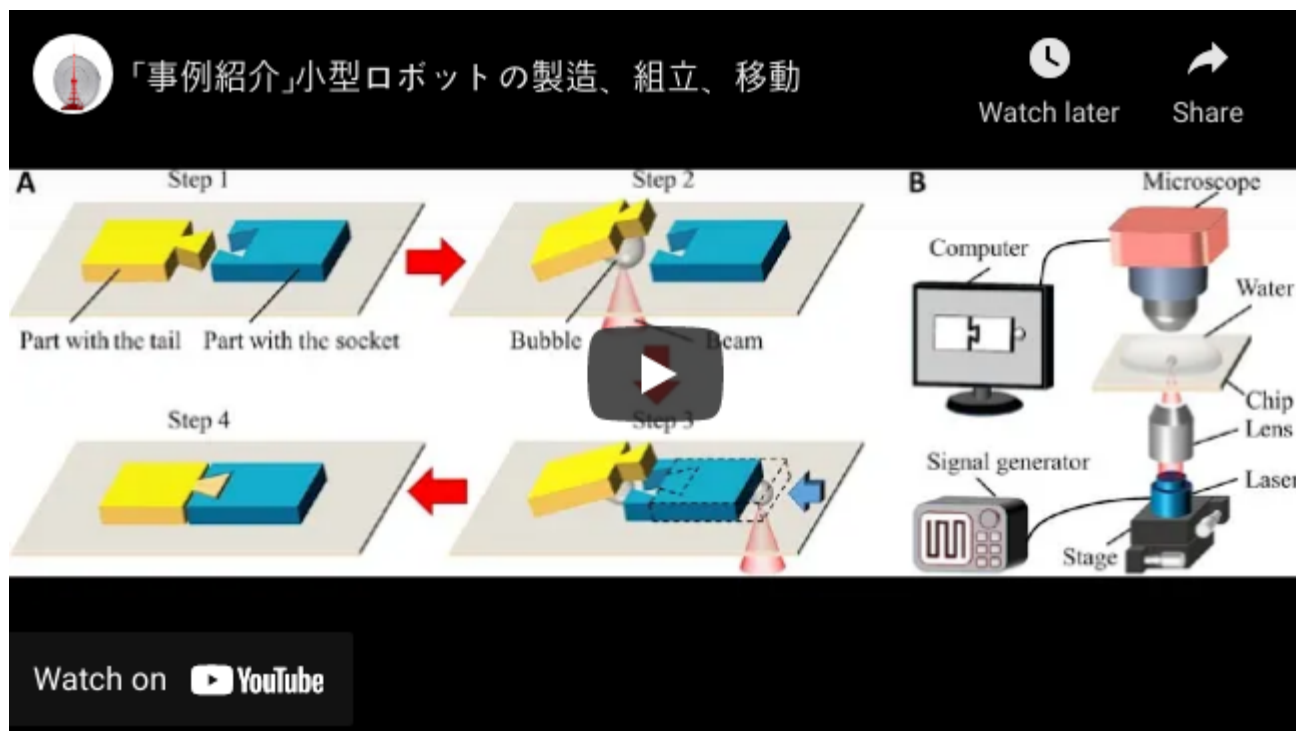 「事例紹介」小型ロボットの製造、組立、移動
Watch later
Share
A
Step 1
Step 2
Part with the tail
Part with the socket
Bubble
Beam
Step 4
Step 3
B
Microscope
Computer
Water
Chip
Lens
Signal generator
Laser
Stage
Watch on YouTube